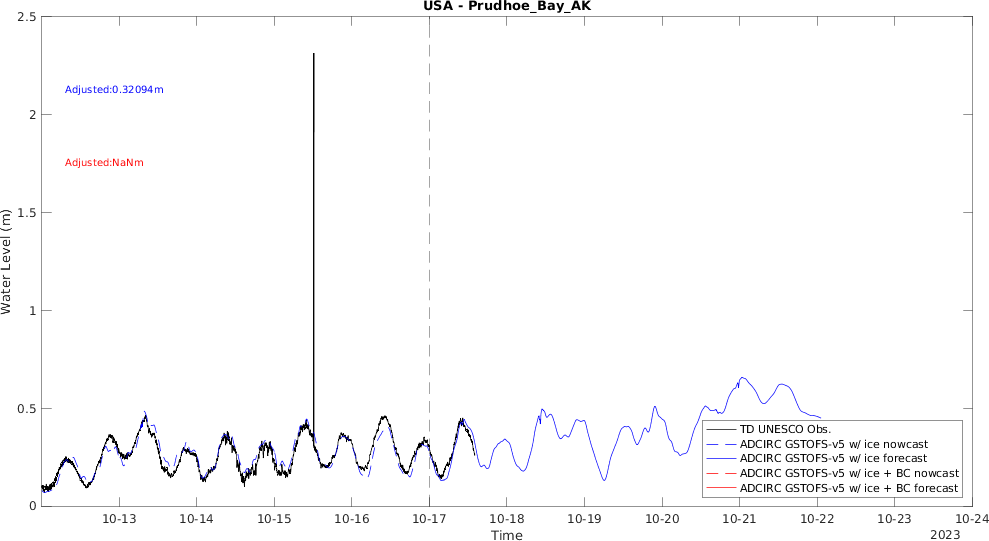 USA - Prudhoe_Bay_AK
2.5
Adjusted:0.32094m
2
Adjusted:NaNm
1.5
Water Level (m)
1
0.5
0
TD UNESCO Obs.
ADCIRC GSTOFS-v5 w/ ice nowcast
ADCIRC GSTOFS-v5 w/ ice forecast
ADCIRC GSTOFS-v5 w/ ice + BC nowcast
ADCIRC GSTOFS-v5 w/ ice + BC forecast
10-13 10-14 10-15 10-16 10-17 10-18 10-19 10-20 10-21 10-22 10-23 10-24
Time
2023